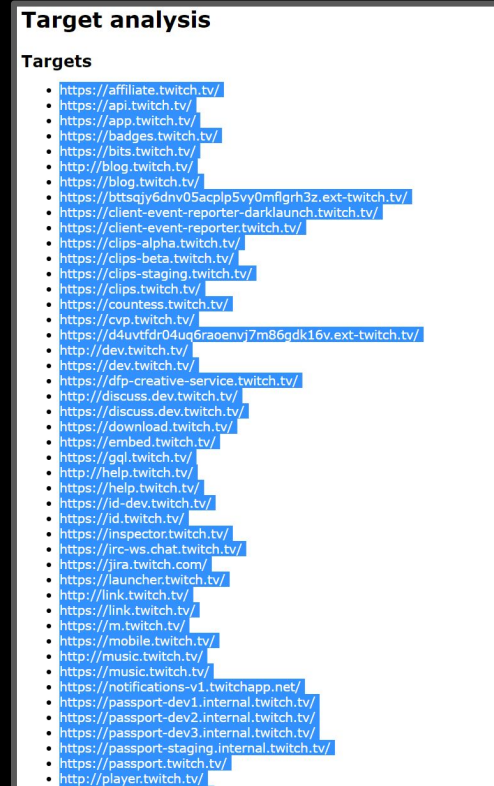 Target analysis
Targets
https://affiliate.twitch.tv/
https://api.twitch.tv/
https://app.twitch.tv/
https://badges.twitch.tv/
https://bits.twitch.tv/
http://blog.twitch.tv/
https://blog.twitch.tv/
https://bttsqjy6dnv05acplp5vy0mflgrh3z.ext-twitch.tv/
https://client-event-reporter-darklaunch.twitch.tv/
https://client-event-reporter.twitch.tv/
https://clips-alpha.twitch.tv/
https://clips-beta.twitch.tv/
https://clips-staging.twitch.tv/
https://clips.twitch.tv/
https://countess.twitch.tv/
https://cvp.twitch.tv/
https://d4uvtfdr04uq6raoenvj7m86gdk16v.ext-twitch.tv/
http://dev.twitch.tv/
https://dev.twitch.tv/
https://dfp-creative-service.twitch.tv/
http://discuss.dev.twitch.tv/
https://discuss.dev.twitch.tv/
https://download.twitch.tv/
https://embed.twitch.tv/
https://gql.twitch.tv/
http://help.twitch.tv/
https://help.twitch.tv/
https://id-dev.twitch.tv/
https://id.twitch.tv/
https://inspector.twitch.tv/
https://irc-ws.chat.twitch.tv/
https://jira.twitch.com/
https://launcher.twitch.tv/
http://link.twitch.tv/
https://link.twitch.tv/
https://m.twitch.tv/
https://mobile.twitch.tv/
http://music.twitch.tv/
https://music.twitch.tv/
https://notifications-v1.twitchapp.net/
https://passport-dev1.internal.twitch.tv/
https://passport-dev2.internal.twitch.tv/
https://passport-dev3.internal.twitch.tv/
https://passport-staging.internal.twitch.tv/
https://passport.twitch.tv/
http://player.twitch.tv/